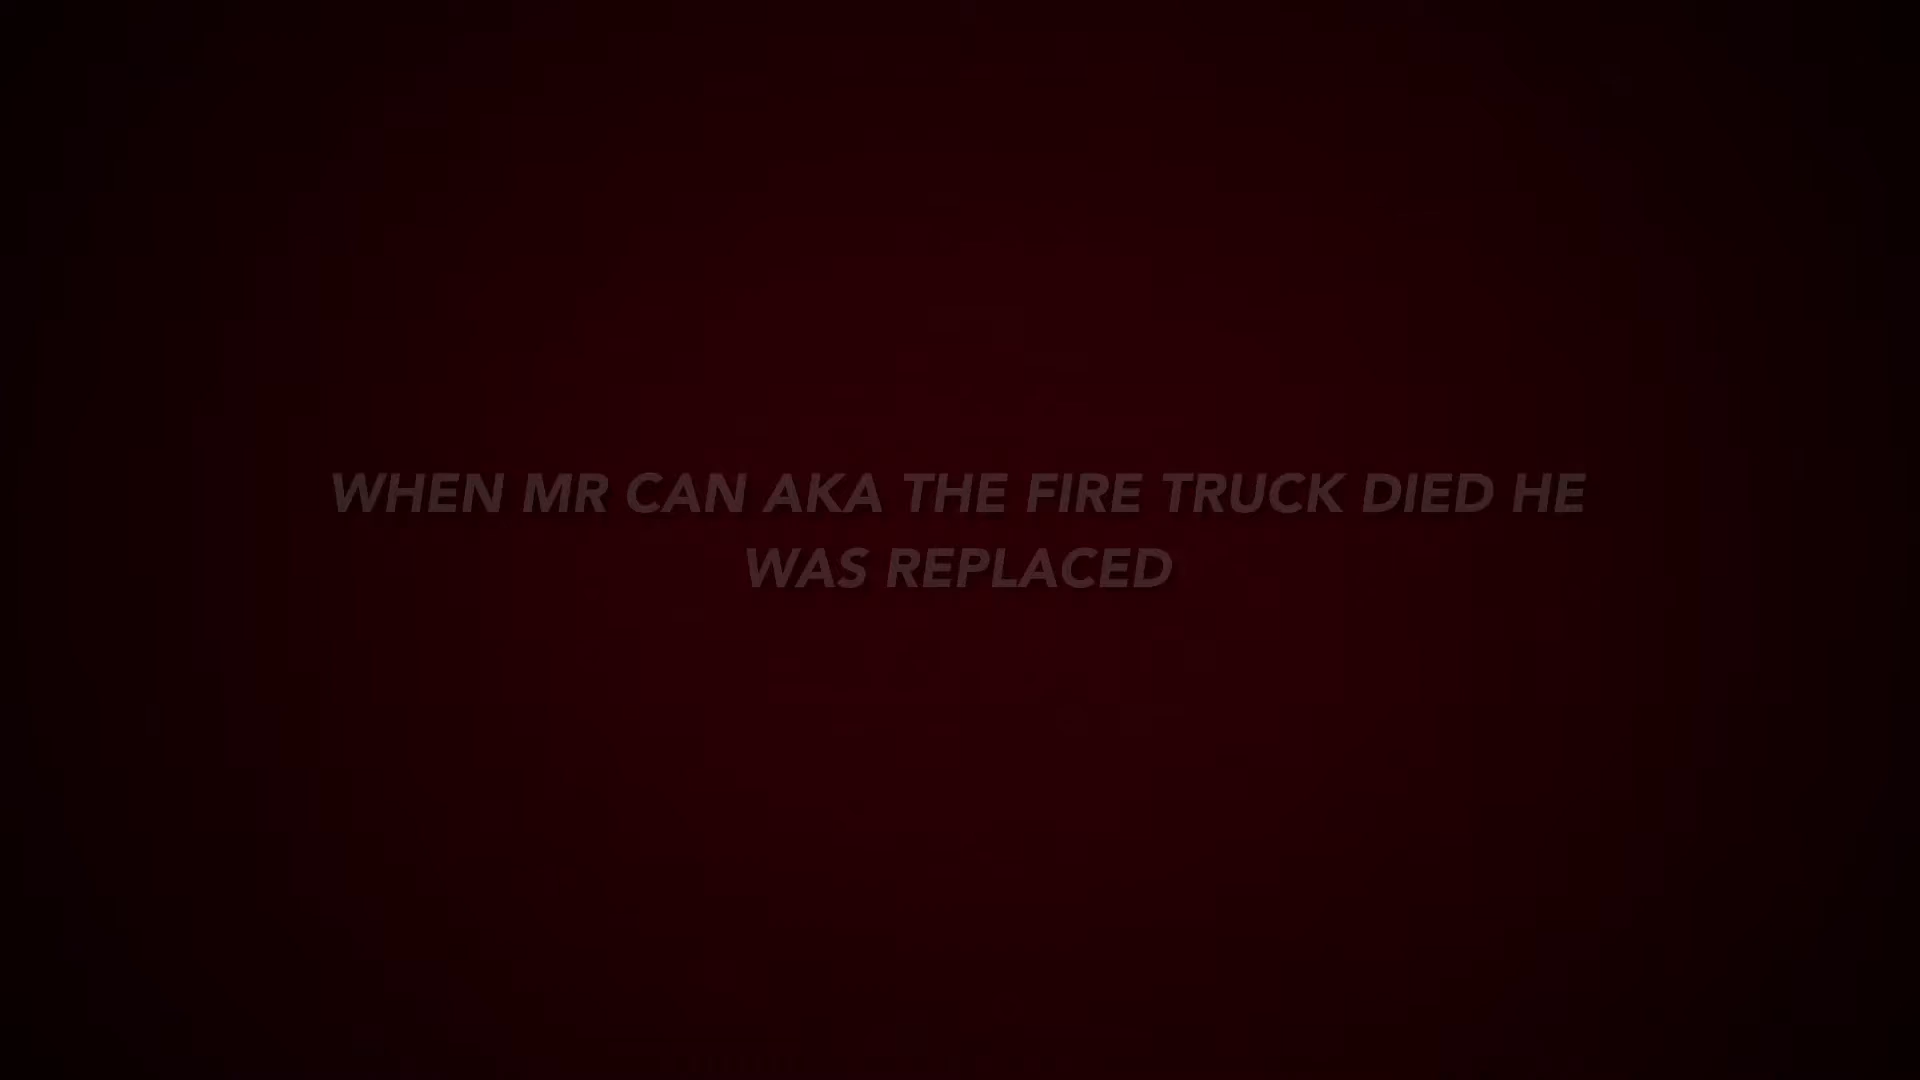 WHEN MR CAN AKA THE FIRE TRUCK DIED HE
WAS REPLACED